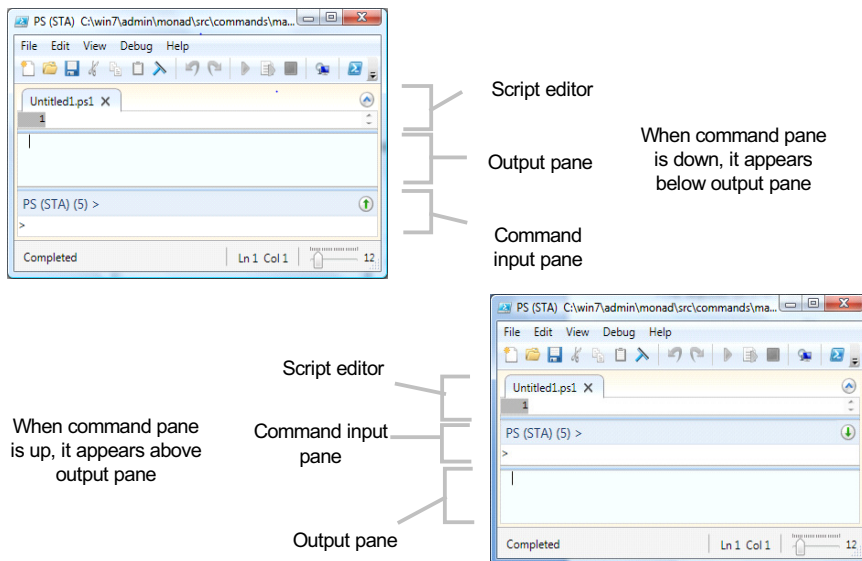 PS (STA) C:\win7\admin\monad\src\commands\ma...
File Edit View Debug Help
Untitled1.ps1 X
1
PS (STA) (5) >
>
Completed Ln 1 Col 1 12
Script editor
Output pane
Command
input pane
When command pane
is down, it appears
below output pane
When command pane
is up, it appears above
output pane
Script editor
Command input
pane
Output pane
PS (STA) C:\win7\admin\monad\src\commands\ma...
File Edit View Debug Help
Untitled1.ps1 X
1
PS (STA) (5) >
>
Completed Ln 1 Col 1 12